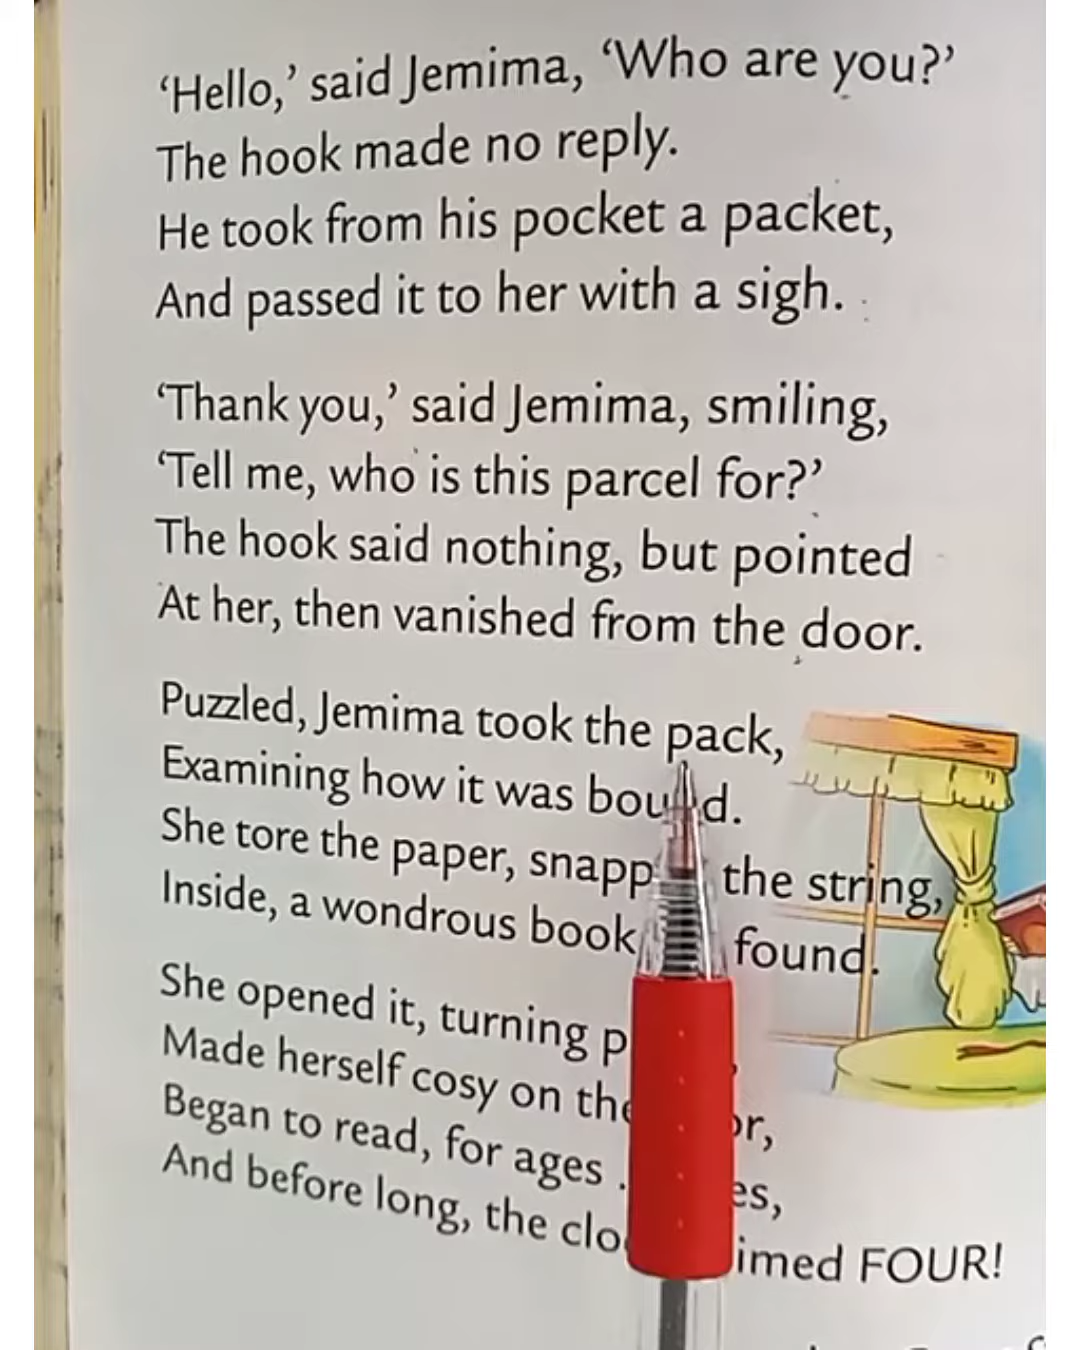 ‘Hello,’ said Jemima, ‘Who are you?’
The hook made no reply.
He took from his pocket a packet,
And passed it to her with a sigh.
‘Thank you,’ said Jemima, smiling,
‘Tell me, who is this parcel for?’
The hook said nothing, but pointed
At her, then vanished from the door.
Puzzled, Jemima took the pack,
Examining how it was bound.
She tore the paper, snapp the string,
Inside, a wondrous book found.
She opened it, turning
Made herself cosy on the
Began to read, for ages
And before long, the FOUR!